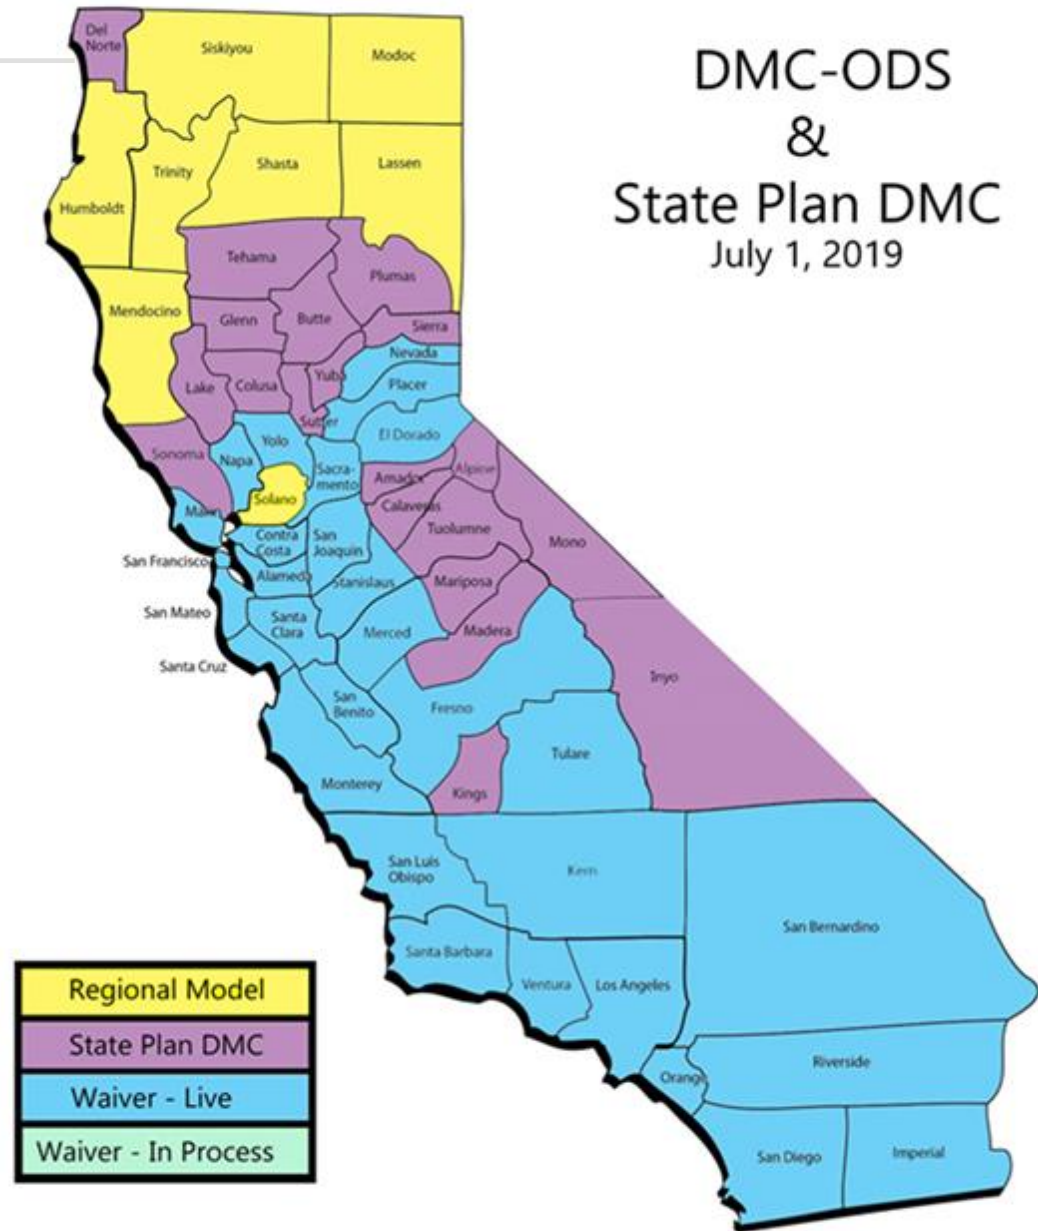 DMC-ODS
&
State Plan DMC
July 1, 2019
Del
Norte
Siskiyou
Modoc
Trinity
Shasta
Lassen
Humboldt
Tehama
Plumas
Mendocino
Glenn
Butte
Sierra
Nevada
Lake
Colusa
Yuba
Placer
Sutter
El Dorado
Sonoma
Yolo
Napa
Sacra-
mento
Amador
Alpine
Solano
Calaveras
Marin
Tuolumne
Contra
Costa
San
Joaquin
Mono
San Francisco
Alameda
Stanislaus
Mariposa
San Mateo
Santa
Clara
Merced
Madera
Santa Cruz
Inyo
San
Benito
Fresno
Tulare
Monterey
Kings
San Luis
Obispo
Kern
San Bernardino
Santa Barbara
Ventura
Los Angeles
Riverside
Orange
San Diego
Imperial
Regional Model
State Plan DMC
Waiver - Live
Waiver - In Process